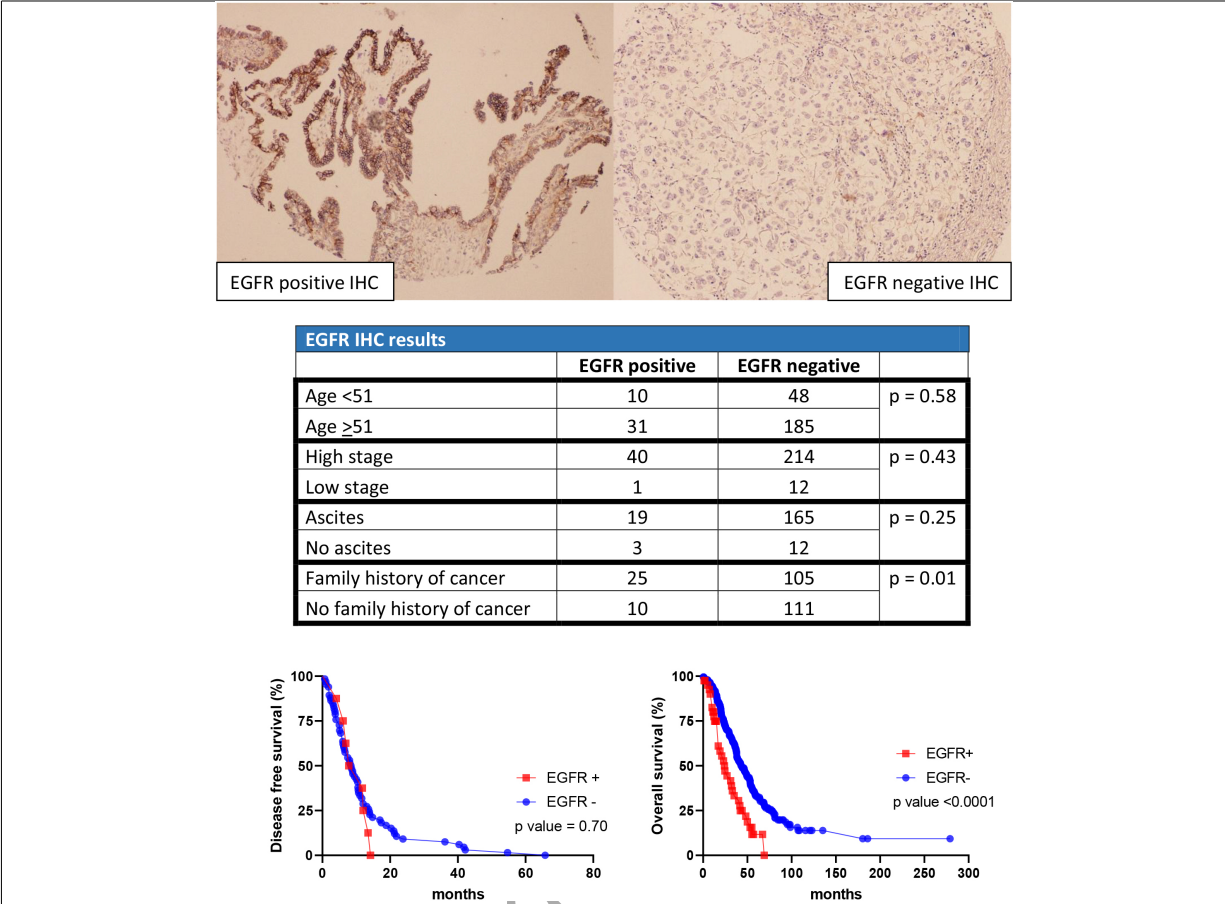 EGFR positive IHC
EGFR negative IHC
EGFR IHC results
EGFR positive EGFR negative
Age <51 10 48 p = 0.58
Age ≥51 31 185
High stage 40 214 p = 0.43
Low stage 1 12
Ascites 19 165 p = 0.25
No ascites 3 12
Family history of cancer 25 105 p = 0.01
No family history of cancer 10 111
Disease free survival (%)
100
75
50
25
0
0 20 40 60 80
months
EGFR +
EGFR -
p value = 0.70
Overall survival (%)
100
75
50
25
0
0 50 100 150 200 250 300
months
EGFR+
EGFR-
p value <0.0001